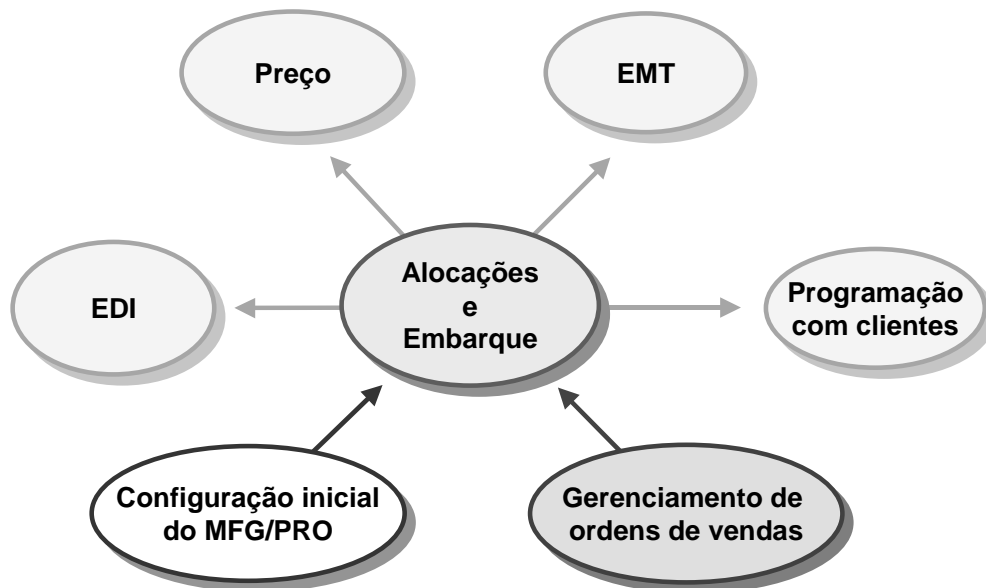 Preço
EMT
Alocações
e
Embarque
EDI
Programação
com clientes
Configuração inicial
do MFG/PRO
Gerenciamento de
ordens de vendas